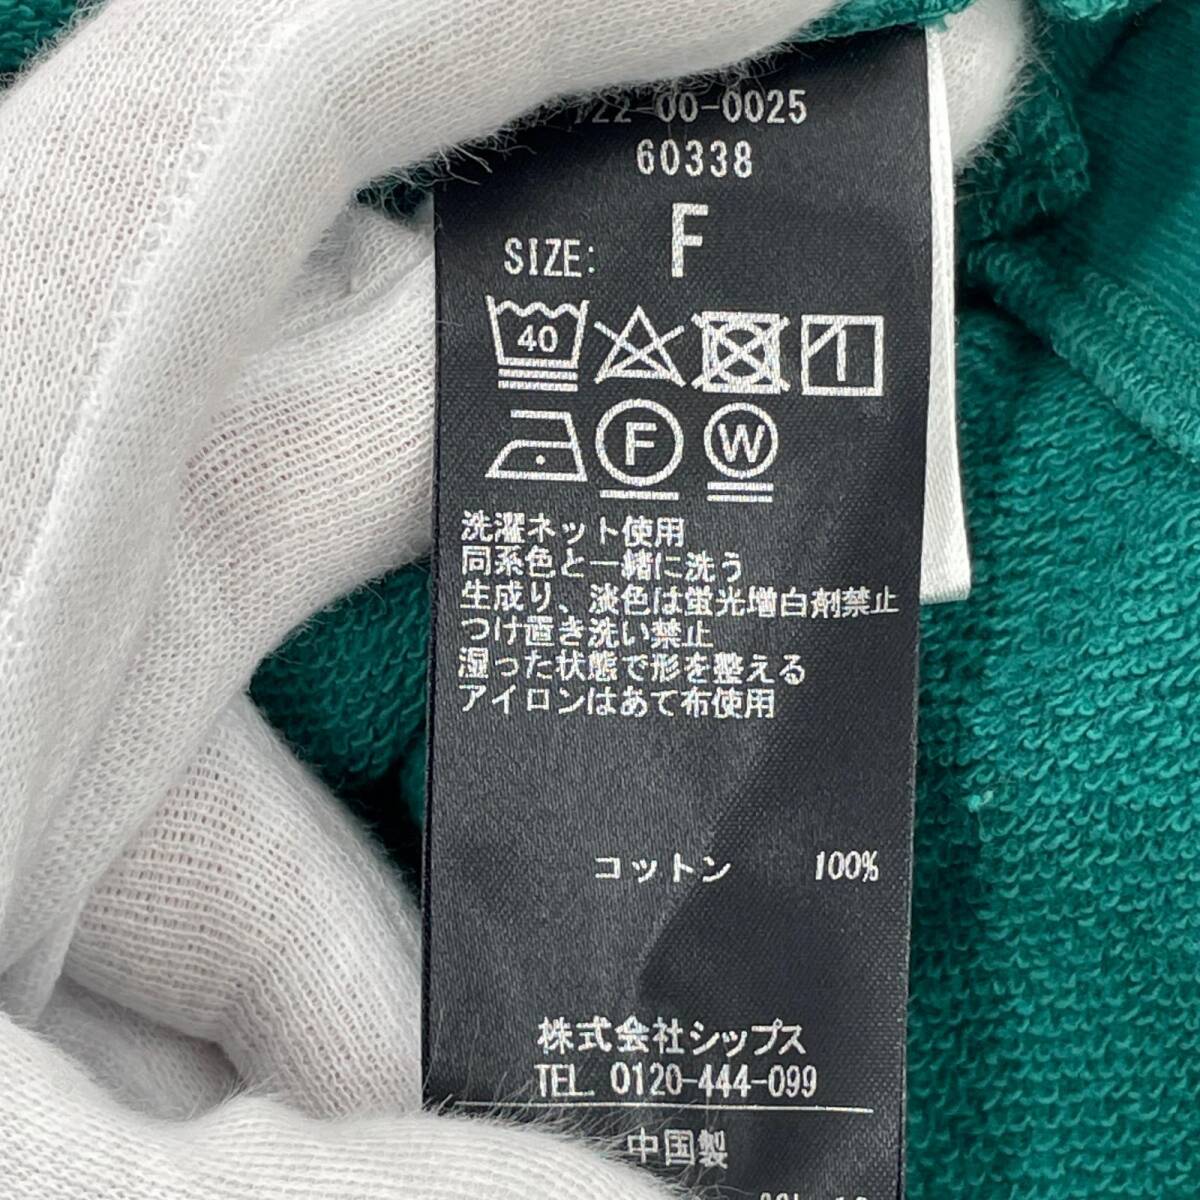 122-00-0025
60338
SIZE: F
40
F W
洗濯ネット使用
同系色と一緒に洗う
生成り、淡色は蛍光増白剤禁止
つけ置き洗い禁止
湿った状態で形を整える
アイロンはあて布使用
コットン 100%
株式会社シップス
TEL. 0120-444-099
中国製